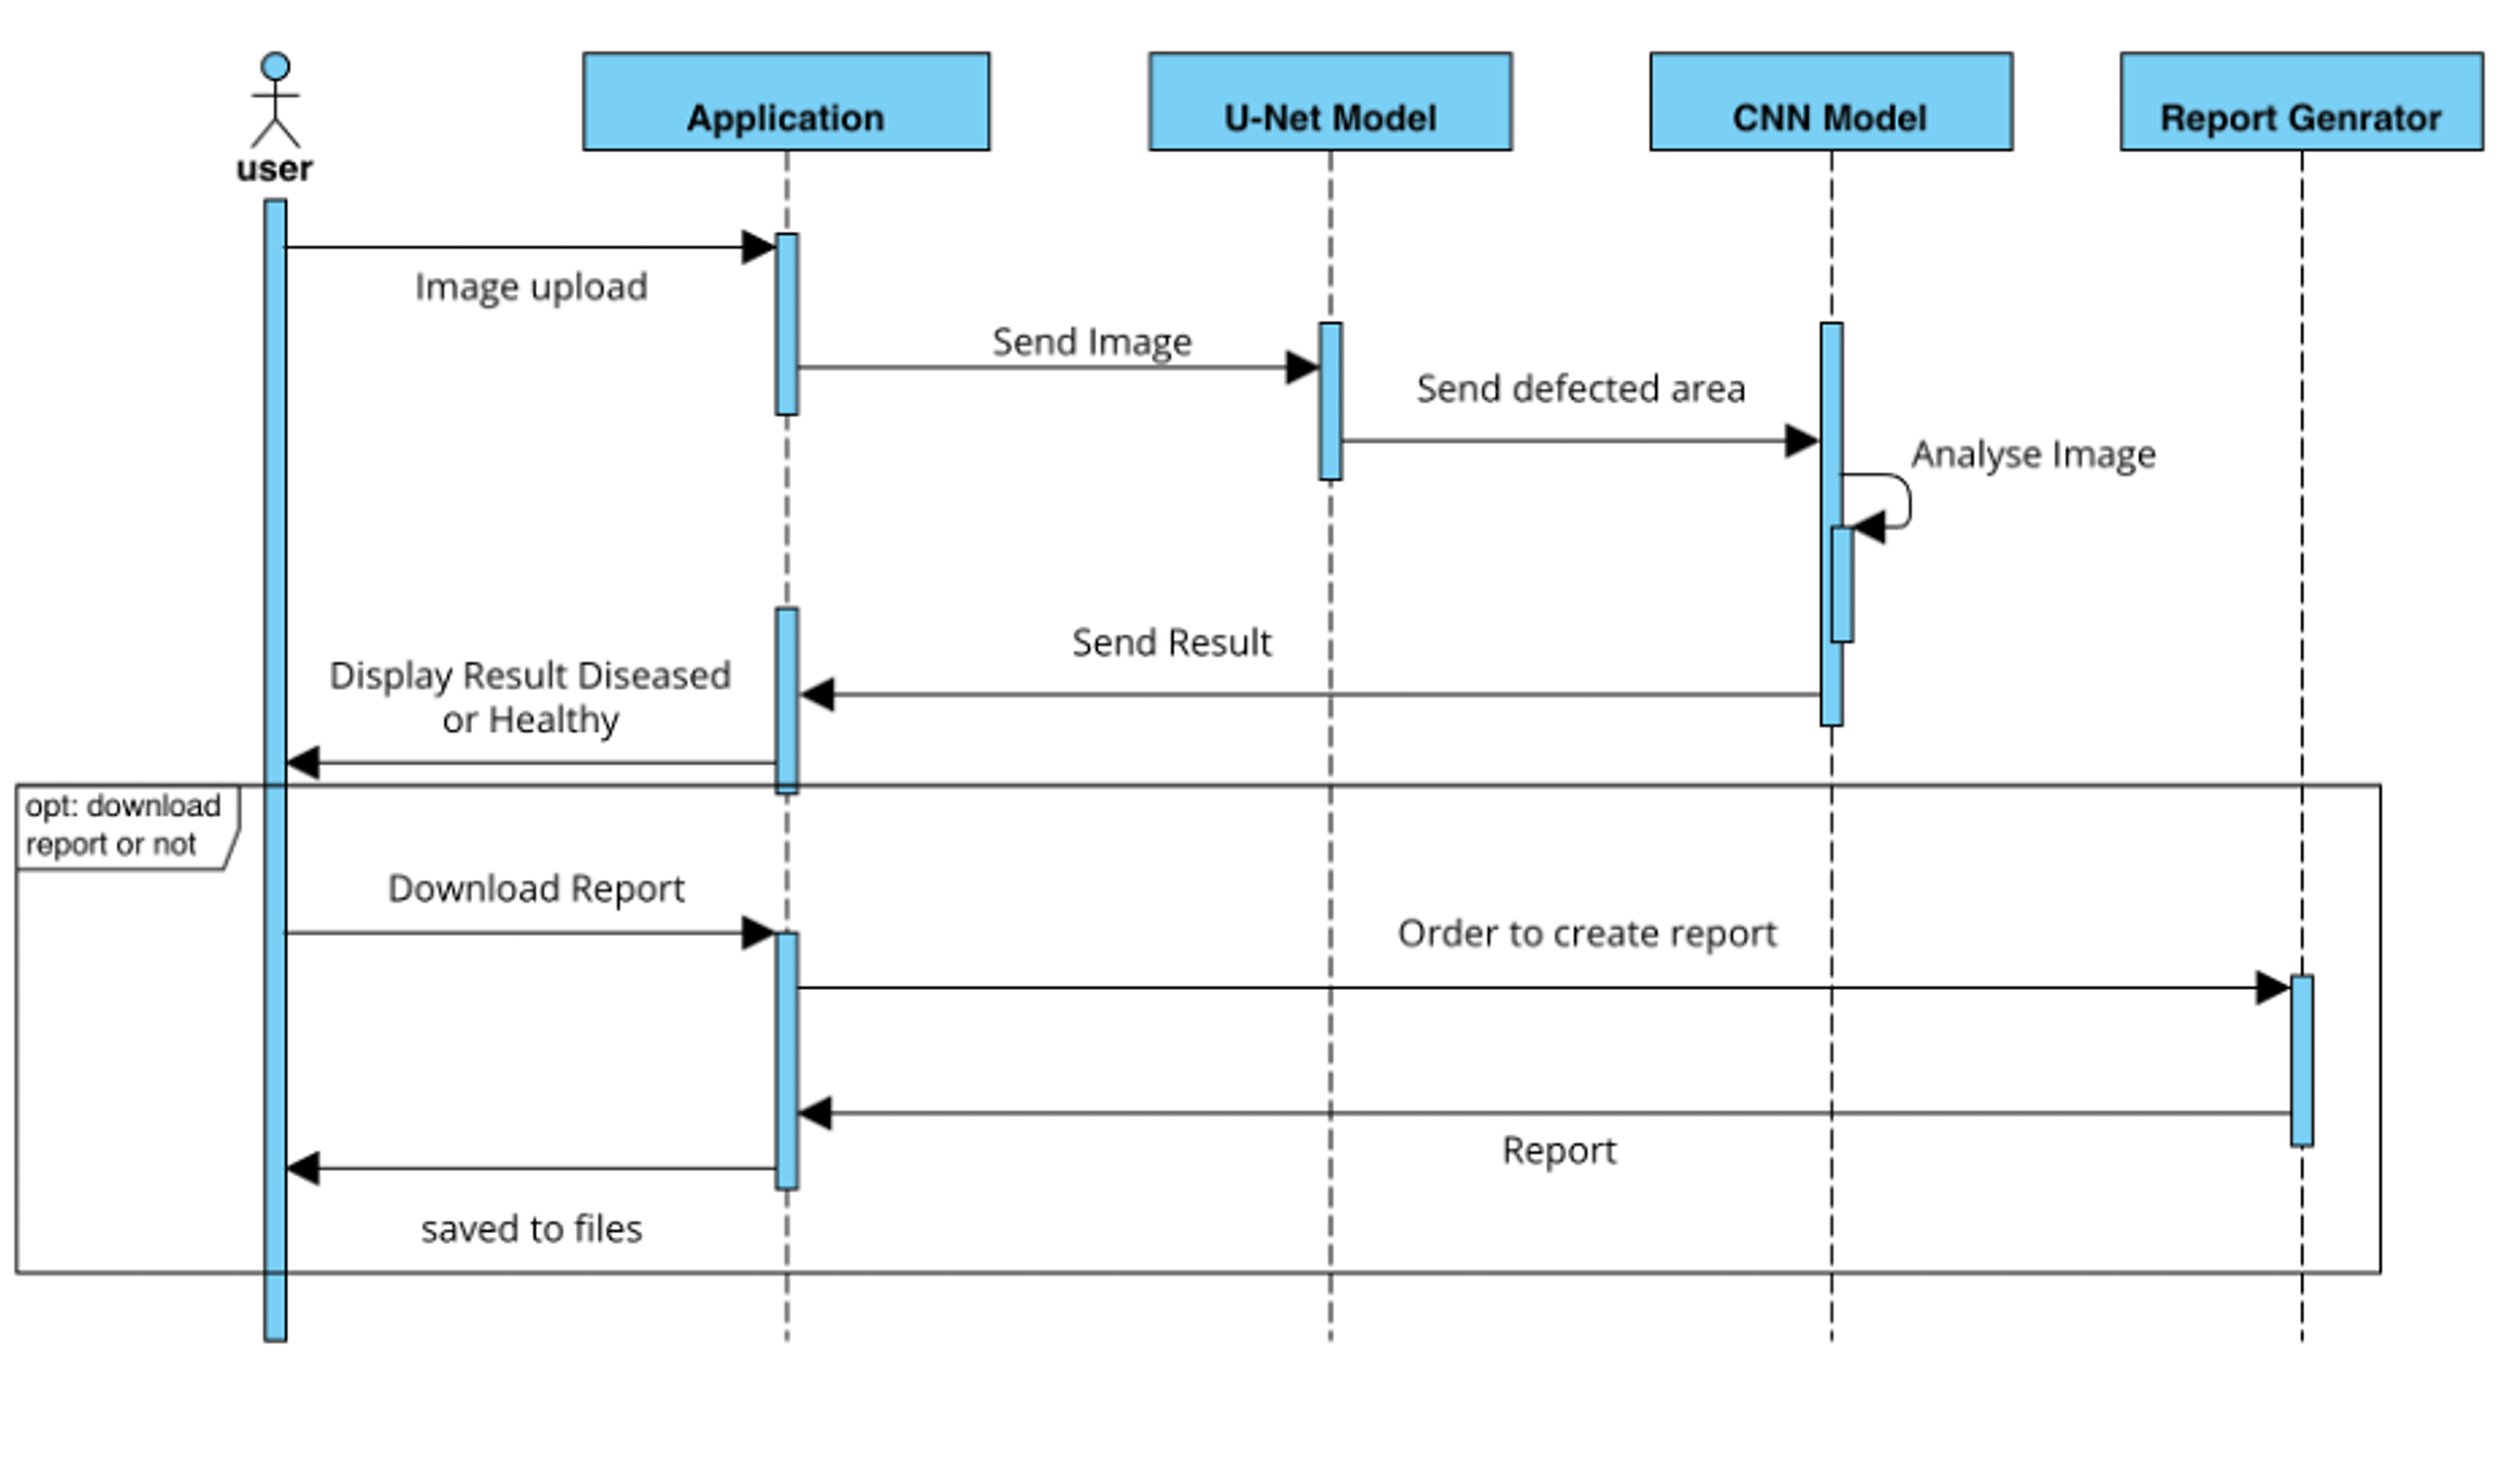 user
Application
U-Net Model
CNN Model
Report Genrator
Image upload
Send Image
Send defected area
Analyse Image
Send Result
Display Result Diseased
or Healthy
opt: download
report or not
Download Report
Order to create report
Report
saved to files